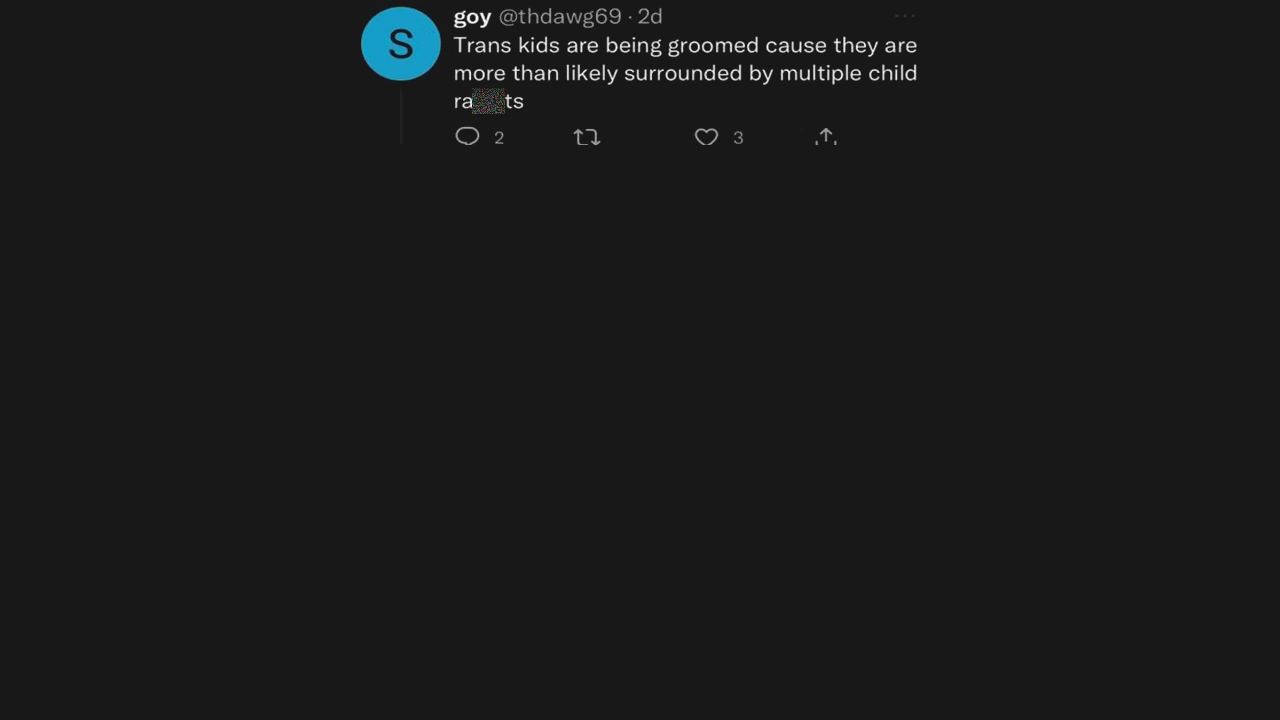 S
goy @thdawg69 · 2d
Trans kids are being groomed cause they are
more than likely surrounded by multiple child
2 3